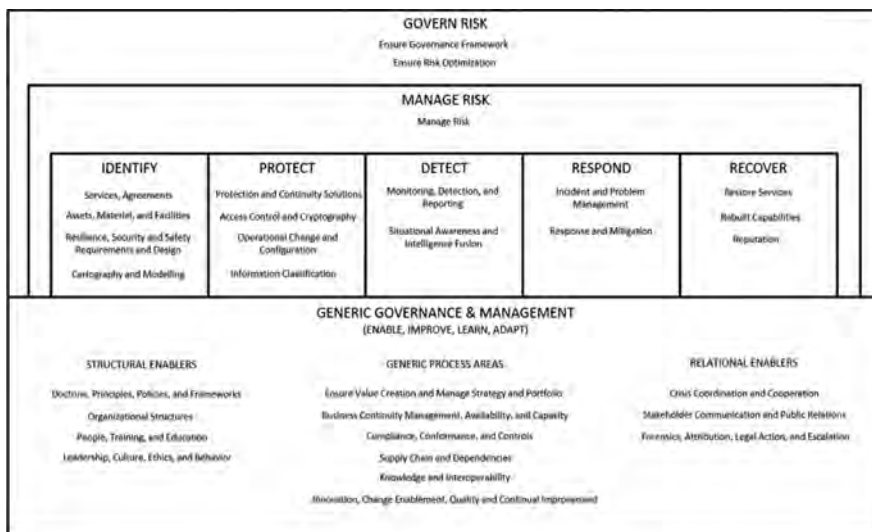 GOVERN RISK
Ensure Governance Framework
Ensure Risk Optimization
MANAGE RISK
Manage Risk
IDENTIFY
Services, Agreements
Assets, Materiel, and Facilities
Resilience, Security and Safety
Requirements and Design
Cartography and Modelling
PROTECT
Protection and Continuity Solutions
Access Control and Cryptography
Operational Change and
Configuration
Information Classification
DETECT
Monitoring, Detection, and
Reporting
Situational Awareness and
Intelligence Fusion
RESPOND
Incident and Problem
Management
Response and Mitigation
RECOVER
Restore Services
Rebuilt Capabilities
Reputation
GENERIC GOVERNANCE & MANAGEMENT
(ENABLE, IMPROVE, LEARN, ADAPT)
STRUCTURAL ENABLERS
Doctrine, Principles, Policies, and Frameworks
Organizational Structures
People, Training, and Education
Leadership, Culture, Ethics, and Behavior
GENERIC PROCESS AREAS
Ensure Value Creation and Manage Strategy and Portfolio
Business Continuity Management, Availability, and Capacity
Compliance, Conformance, and Controls
Supply Chain and Dependencies
Knowledge and Interoperability
Innovation, Change Enablement, Quality and Continual Improvement
RELATIONAL ENABLERS
Crisis Coordination and Cooperation
Stakeholder Communication and Public Relations
Forensics, Attribution, Legal Action, and Escalation